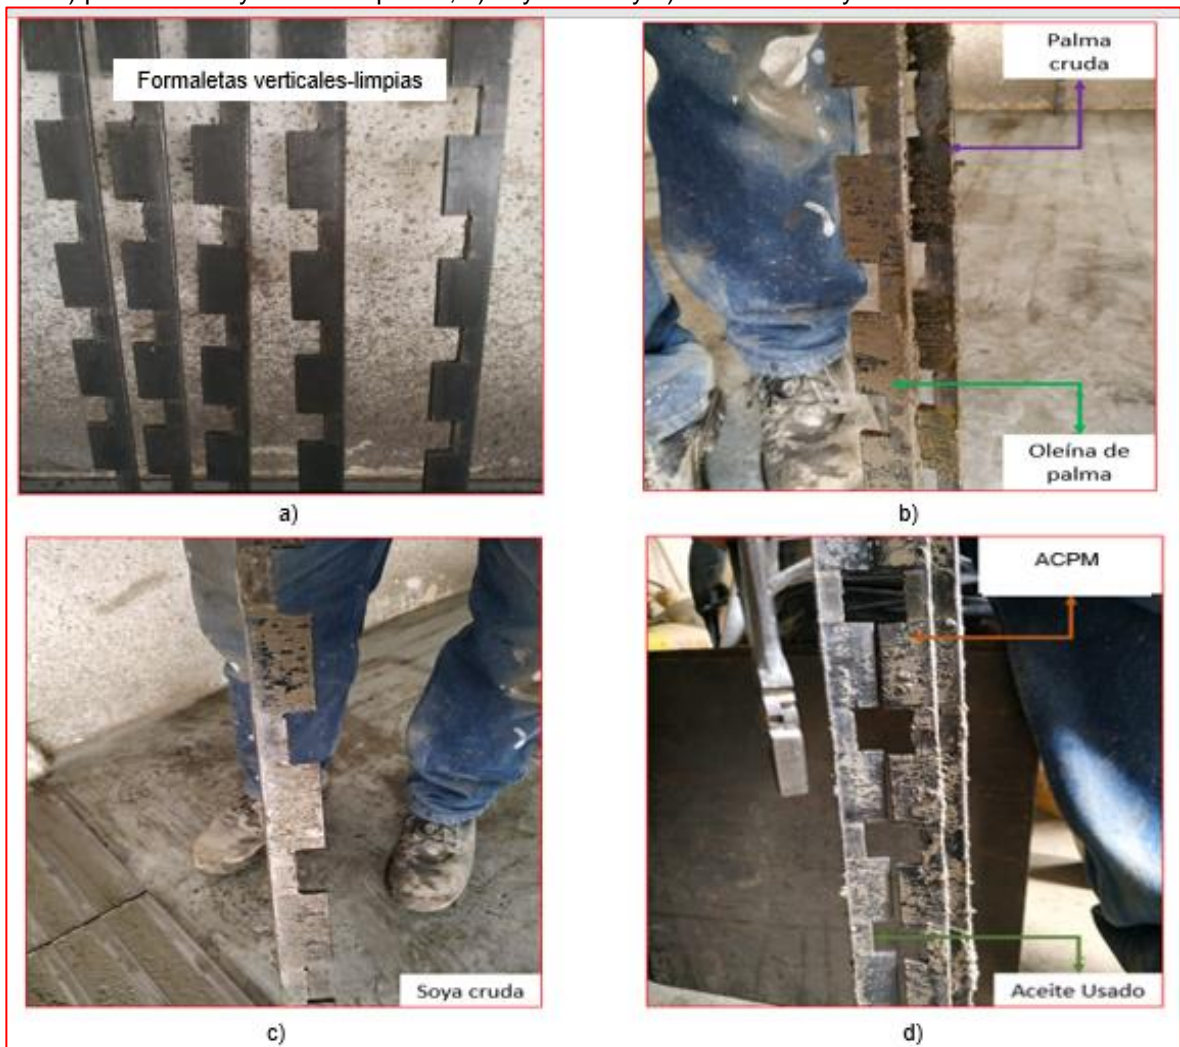 Formaletas verticales-limpias
Palma
cruda
Oleína de
palma
a)
b)
Soya cruda
ACPM
Aceite Usado
c)
d)